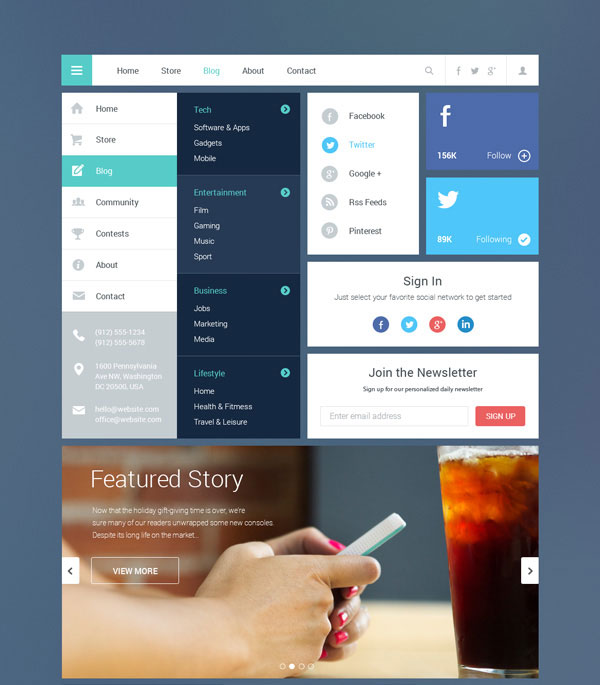 Home Store Blog About Contact
Home
Store
Blog
Community
Contests
About
Contact
(912) 555-1234
(912) 555-5678
1600 Pennsylvania
Ave NW, Washington
DC 20500, USA
hello@website.com
office@website.com
Tech
Software & Apps
Gadgets
Mobile
Entertainment
Film
Gaming
Music
Sport
Business
Jobs
Marketing
Media
Lifestyle
Home
Health & Fitmess
Travel & Leisure
Facebook
Twitter
Google +
Rss Feeds
Pinterest
156K Follow
89K Following
Sign In
Just select your favorite social network to get started
Join the Newsletter
Sign up for our personalized daily newsletter
Enter email address SIGN UP
Featured Story
Now that the holiday gift-giving time is over, we're
sure many of our readers unwrapped some new consoles.
Despite its long life on the market...
VIEW MORE